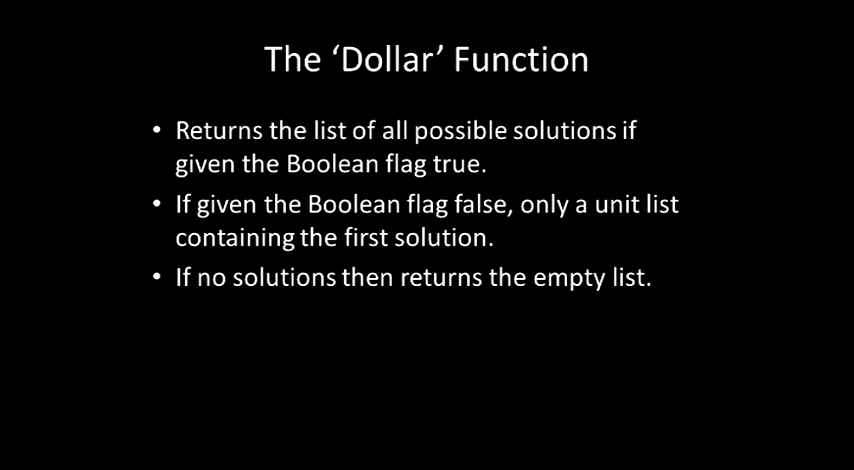 The ‘Dollar’ Function
• Returns the list of all possible solutions if
given the Boolean flag true.
• If given the Boolean flag false, only a unit list
containing the first solution.
• If no solutions then returns the empty list.